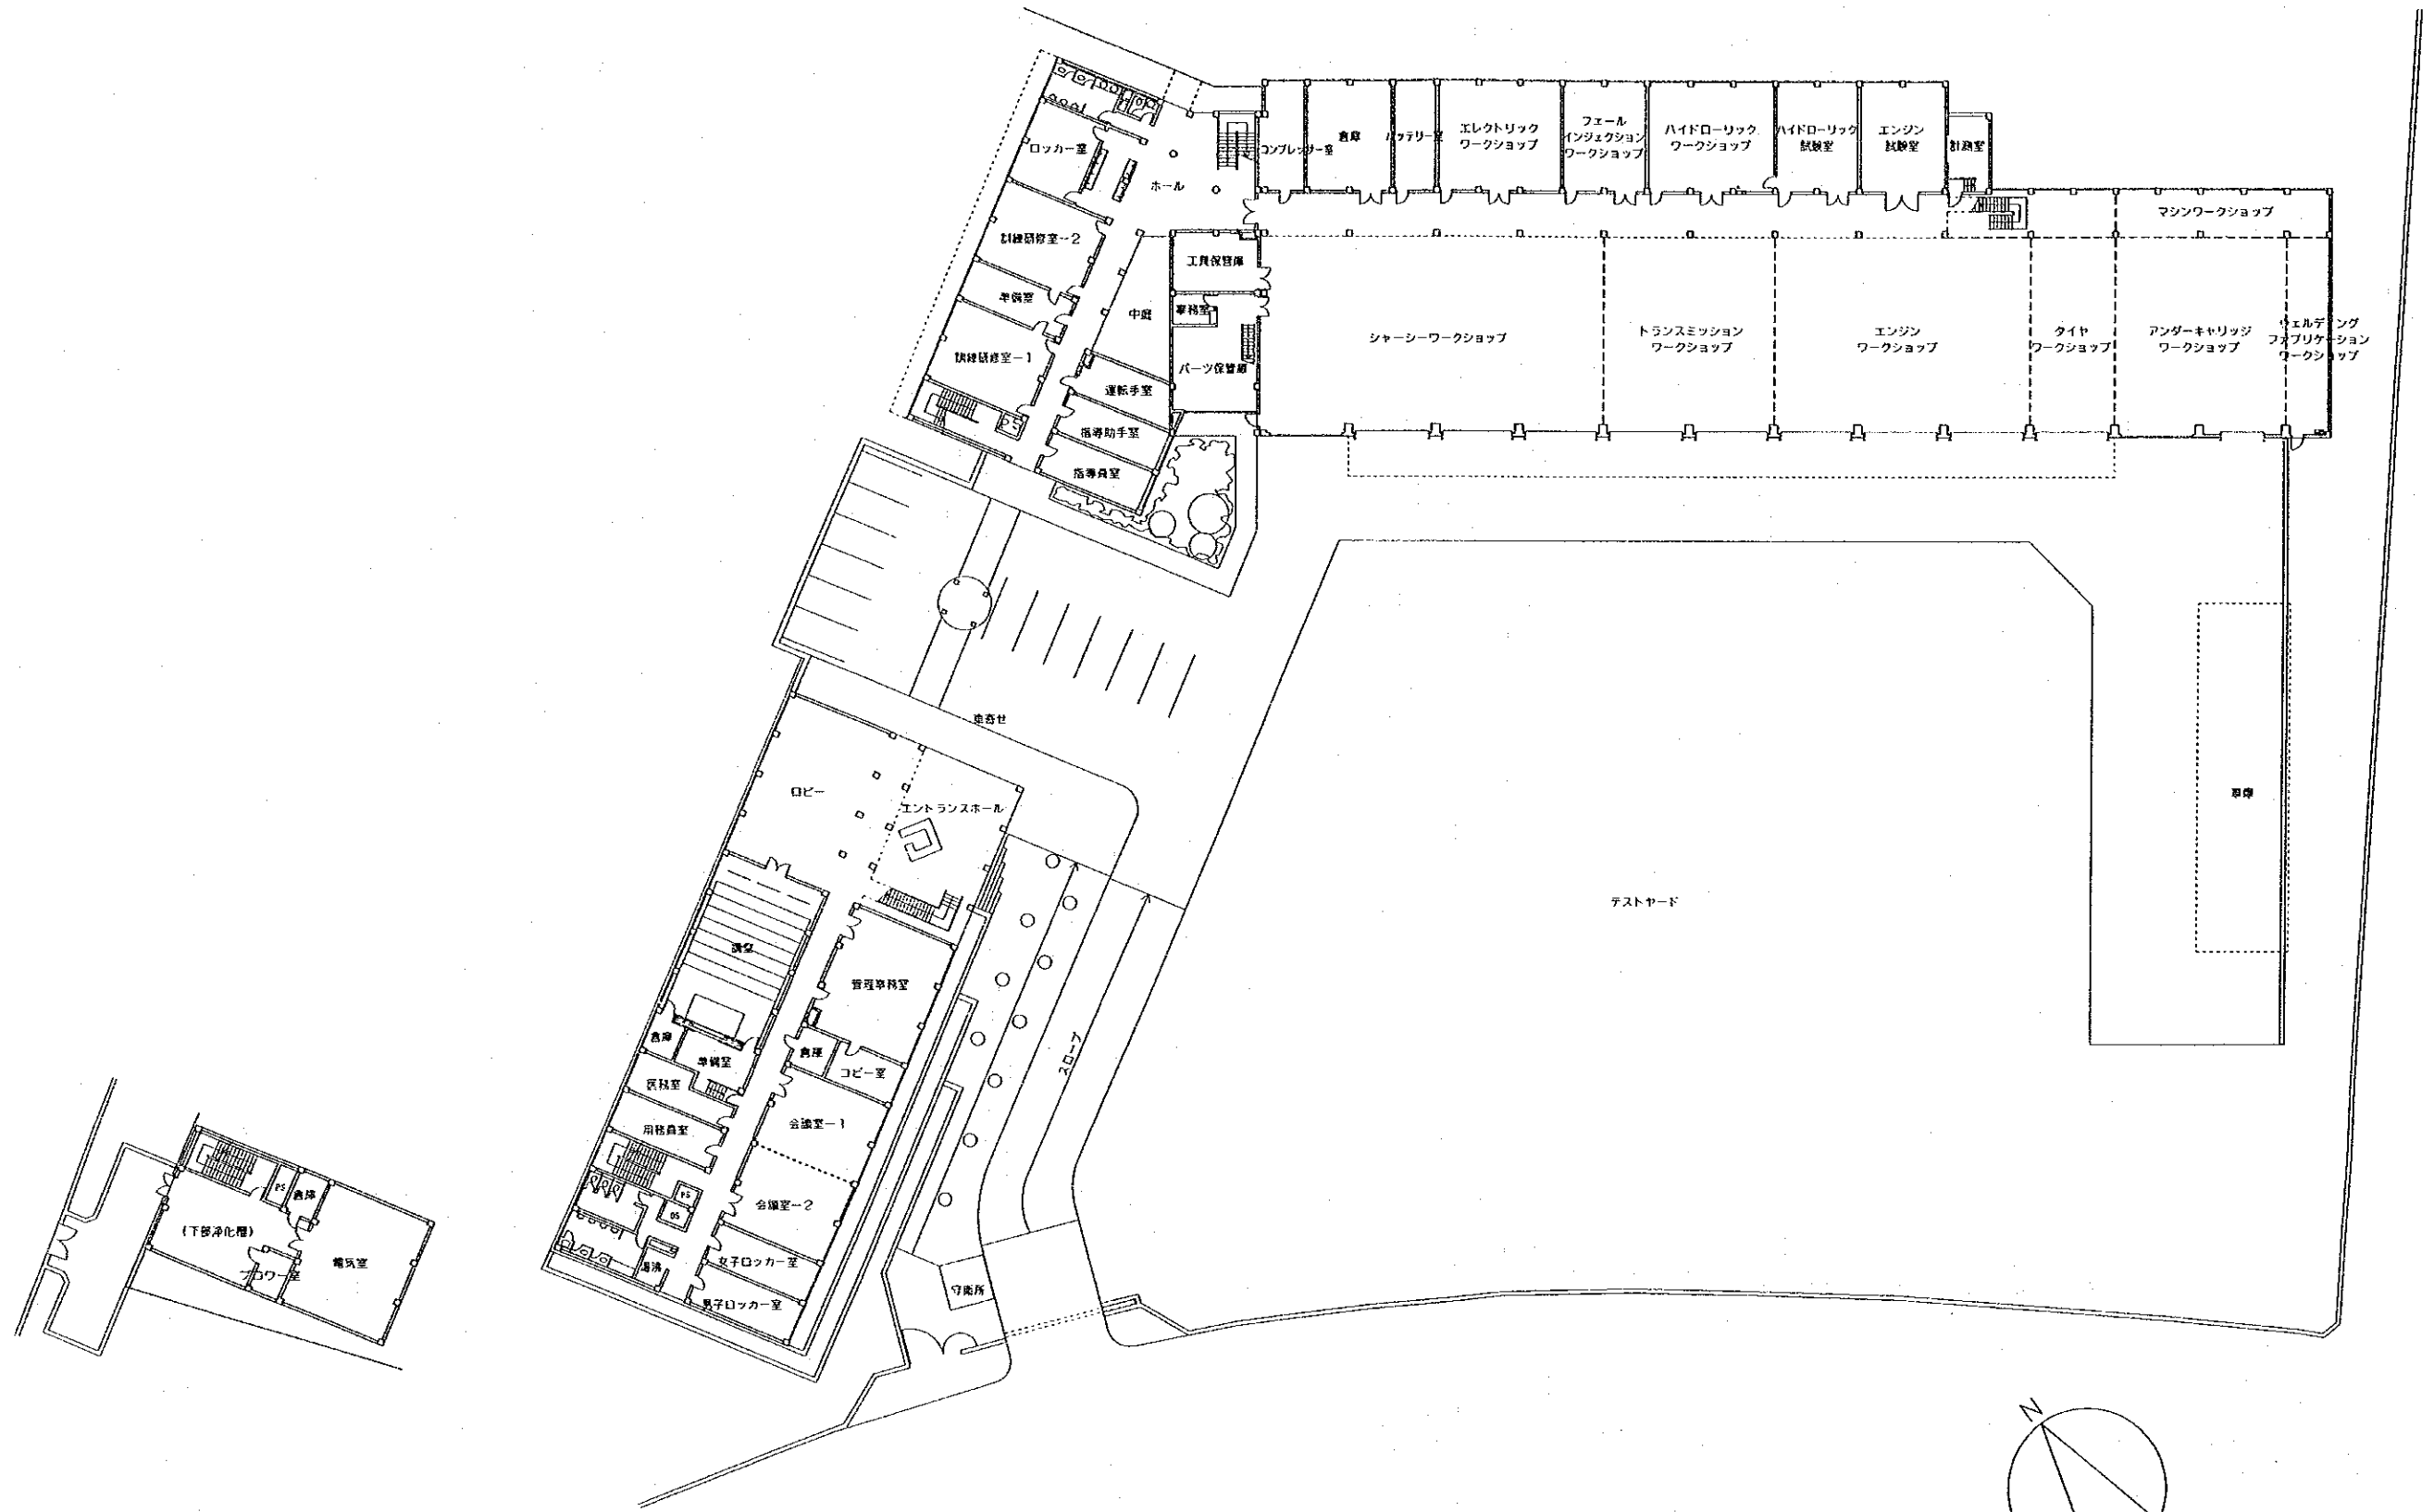 コンプレッサー室
倉庫
バッテリー室
エレクトリック
ワークショップ
フェール
インジェクション
ワークショップ
ハイドローリック
ワークショップ
ハイドローリック
試験室
エンジン
試験室
計測室
ロッカー室
ホール
マシンワークショップ
訓練研修室-2
工具保管庫
準備室
事務室
中庭
シャーシーワークショップ
トランスミッション
ワークショップ
エンジン
ワークショップ
タイヤ
ワークショップ
アンダーキャリッジ
ワークショップ
ウェルディング
ファブリケーション
ワークショップ
訓練研修室-1
パーツ保管庫
運転手室
指導助手室
指導員室
車寄せ
ロビー
エントランスホール
車庫
テストヤード
講堂
管理事務室
倉庫
準備室
倉庫
コピー室
スロープ
医務室
用務員室
会議室-1
会議室-2
PS
DS
女子ロッカー室
湯沸
男子ロッカー室
守衛所
PS
倉庫
(下部浄化槽)
ブロワー室
電気室
N